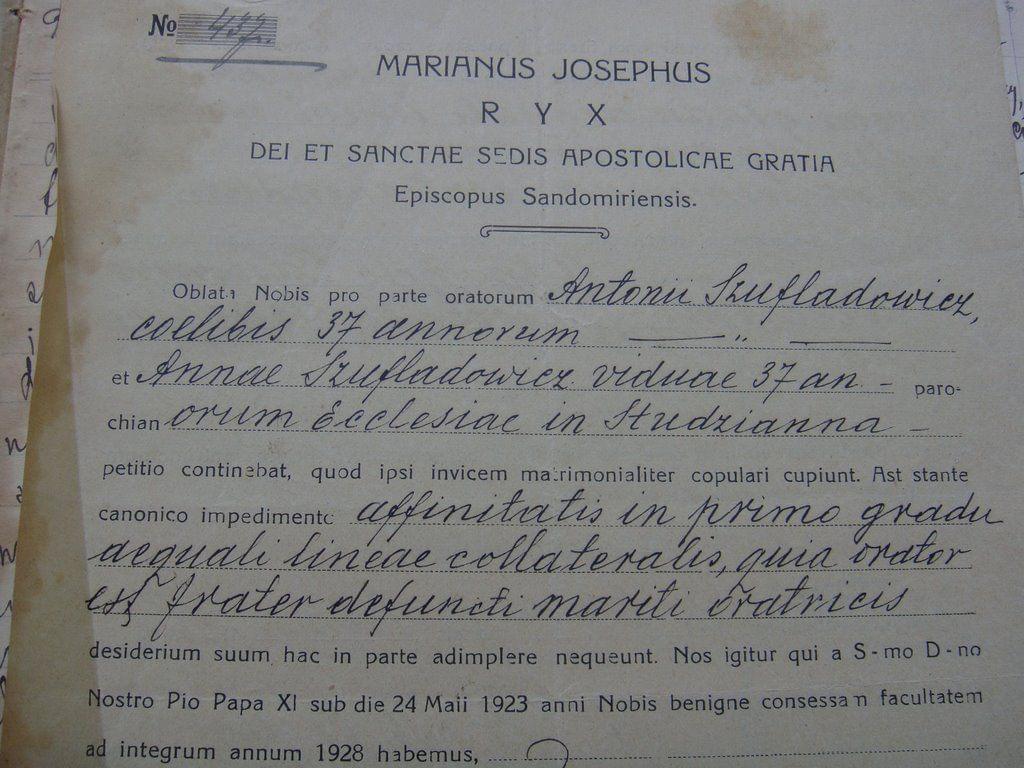 № 437.
MARIANUS JOSEPHUS
RYX
DEI ET SANCTAE SEDIS APOSTOLICAE GRATIA
Episcopus Sandomiriensis.
Oblata Nobis pro parte oratorum Antonii Szufladowicz,
coelibis 37 annorum — „ —
et Annae Szufladowicz viduae 37 an - paro-
chian orum Ecclesiae in Studzianna -
petitio continebat, quod ipsi invicem matrimonialiter copulari cupiunt. Ast stante
canonico impedimento affinitatis in primo gradu
aequali lineae collateralis, quia orator
est frater defuncti mariti oratricis
desiderium suum hac in parte adimplere nequeunt. Nos igitur qui a S-mo D-no
Nostro Pio Papa XI sub die 24 Maii 1923 anni Nobis benigne consessam facultatem
ad integrum annum 1928 habemus,